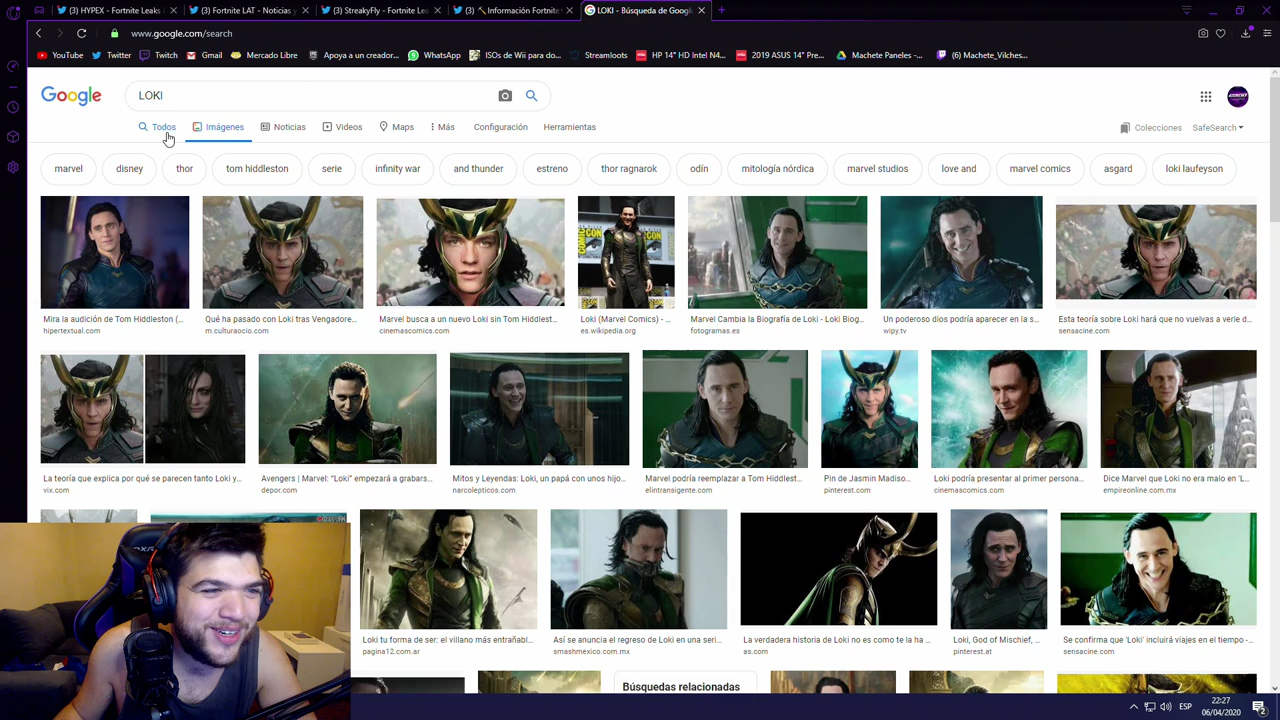 (3) HYPEX - Fortnite Leaks
(3) Fortnite LAT - Noticias y
(3) StreakyFly - Fortnite Le
(3) Información Fortnite
LOKI - Búsqueda de Google
www.google.com/search
YouTube Twitter Twitch Gmail Mercado Libre Apoya a un creador... WhatsApp ISOs de Wii para do... Streamloots HP 14" HD Intel N4... 2019 ASUS 14" Pre... Machete Paneles -... (6) Machete_Vilches...
Google
LOKI
Todos Imágenes Noticias Videos Maps Más Configuración Herramientas Colecciones SafeSearch
marvel disney thor tom hiddleston serie infinity war and thunder estreno thor ragnarok odín mitología nórdica marvel studios love and marvel comics asgard loki laufeyson
Mira la audición de Tom Hiddleston (...
hipertextual.com
Qué ha pasado con Loki tras Vengadore...
m.culturaocio.com
Marvel busca a un nuevo Loki sin Tom Hiddlest...
cinemascomics.com
Loki (Marvel Comics) - ...
es.wikipedia.org
Marvel Cambia la Biografía de Loki - Loki Biog...
fotogramas.es
Un poderoso dios podría aparecer en la s...
wipy.tv
Esta teoría sobre Loki hará que no vuelvas a verle d...
sensacine.com
La teoría que explica por qué se parecen tanto Loki y...
vix.com
Avengers | Marvel: "Loki" empezará a grabars...
depor.com
Mitos y Leyendas: Loki, un papá con unos hijo...
narcolepticos.com
Marvel podría reemplazar a Tom Hiddlest...
elintransigente.com
Pin de Jasmin Madiso...
pinterest.com
Loki podría presentar al primer persona...
cinemascomics.com
Dice Marvel que Loki no era malo en 'L...
empireonline.com.mx
Loki tu forma de ser: el villano más entrañabl...
pagina12.com.ar
Así se anuncia el regreso de Loki en una seri...
smashmexico.com.mx
La verdadera historia de Loki no es como te la ha ...
as.com
Loki, God of Mischief, ...
pinterest.at
Se confirma que 'Loki' incluirá viajes en el tiempo -...
sensacine.com
Búsquedas relacionadas
ESP
22:27
06/04/2020
2